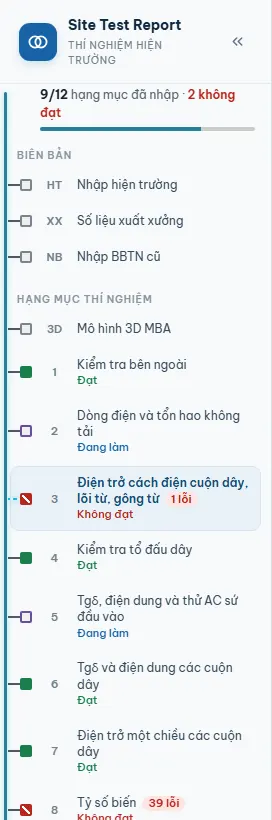 Site Test Report
THÍ NGHIỆM HIỆN
TRƯỜNG
9/12 hạng mục đã nhập · 2 không
đạt
BIÊN BẢN
HT Nhập hiện trường
XX Số liệu xuất xưởng
NB Nhập BBTN cũ
HẠNG MỤC THÍ NGHIỆM
3D Mô hình 3D MBA
1 Kiểm tra bên ngoài
Đạt
2 Dòng điện và tổn hao không
tải
Đang làm
3 Điện trở cách điện cuộn dây,
lõi từ, gông từ 1 lỗi
Không đạt
4 Kiểm tra tổ đấu dây
Đạt
5 Tgδ, điện dung và thử AC sứ
đầu vào
Đang làm
6 Tgδ và điện dung các cuộn
dây
Đạt
7 Điện trở một chiều các cuộn
dây
Đạt
8 Tỷ số biến 39 lỗi
Không đạt